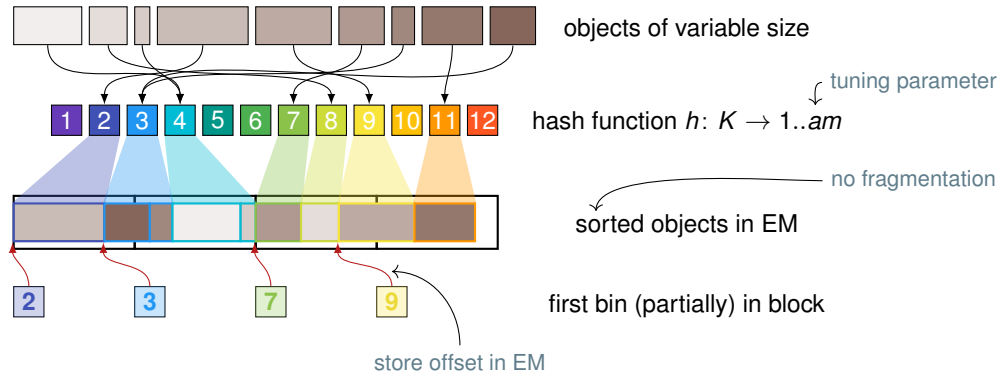 objects of variable size
tuning parameter
1 2 3 4 5 6 7 8 9 10 11 12
hash function h: K → 1..am
no fragmentation
sorted objects in EM
2 3 7 9
first bin (partially) in block
store offset in EM